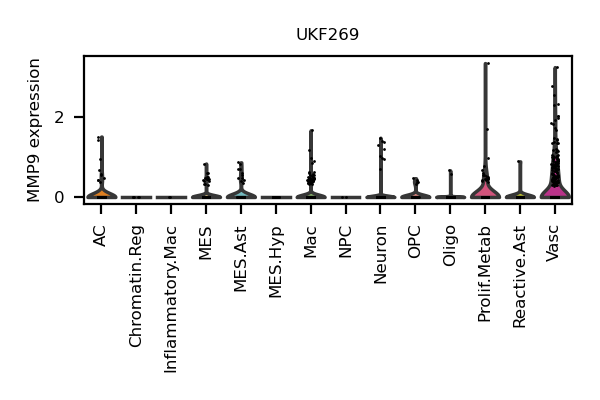 UKF269
MMP9 expression
2
0
AC
Chromatin.Reg
Inflammatory.Mac
MES
MES.Ast
MES.Hyp
Mac
NPC
Neuron
OPC
Oligo
Prolif.Metab
Reactive.Ast
Vasc